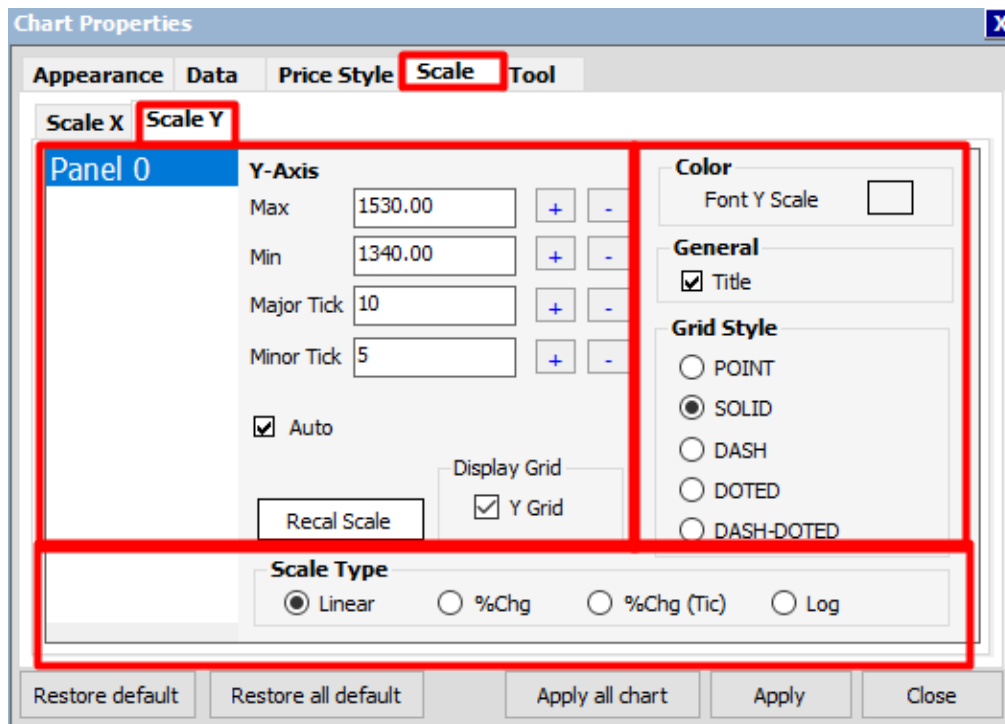 Chart Properties
X
Appearance Data Price Style Scale Tool
Scale X Scale Y
Panel 0
Y-Axis
Max 1530.00 + -
Min 1340.00 + -
Major Tick 10 + -
Minor Tick 5 + -
Auto
Recal Scale
Display Grid
Y Grid
Color
Font Y Scale
General
Title
Grid Style
POINT
SOLID
DASH
DOTED
DASH-DOTED
Scale Type
Linear %Chg %Chg (Tic) Log
Restore default Restore all default Apply all chart Apply Close